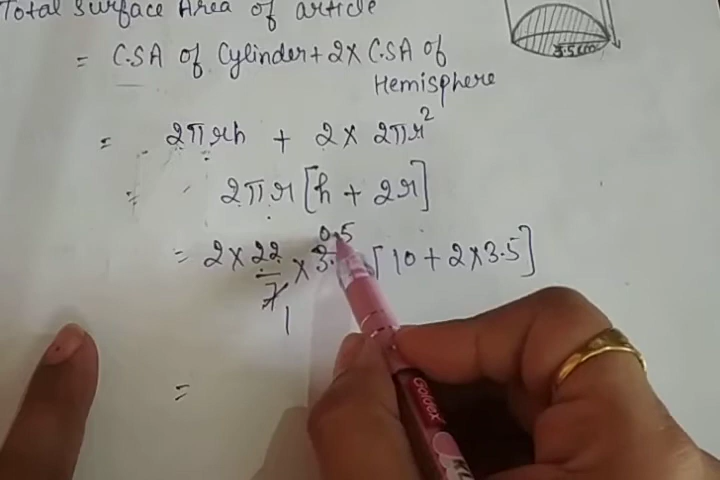 Total Surface Area of article
= C.S.A of Cylinder + 2 × C.S.A of
Hemisphere
3.5cm
= 2πrh + 2 × 2πr²
= 2πr[h + 2r]
0.5
= 2 × 22/7 × 3. [10 + 2×3.5]
1
=
Goldex